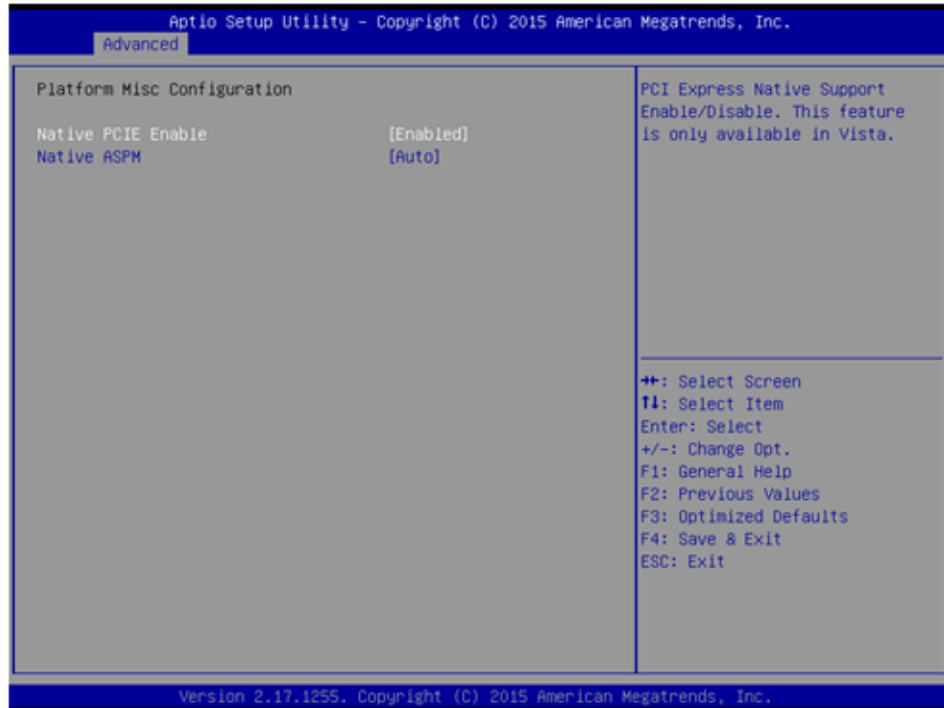 Aptio Setup Utility – Copyright (C) 2015 American Megatrends, Inc.
Advanced
Platform Misc Configuration
Native PCIE Enable [Enabled]
Native ASPM [Auto]
PCI Express Native Support
Enable/Disable. This feature
is only available in Vista.
→←: Select Screen
↑↓: Select Item
Enter: Select
+/-: Change Opt.
F1: General Help
F2: Previous Values
F3: Optimized Defaults
F4: Save & Exit
ESC: Exit
Version 2.17.1255. Copyright (C) 2015 American Megatrends, Inc.